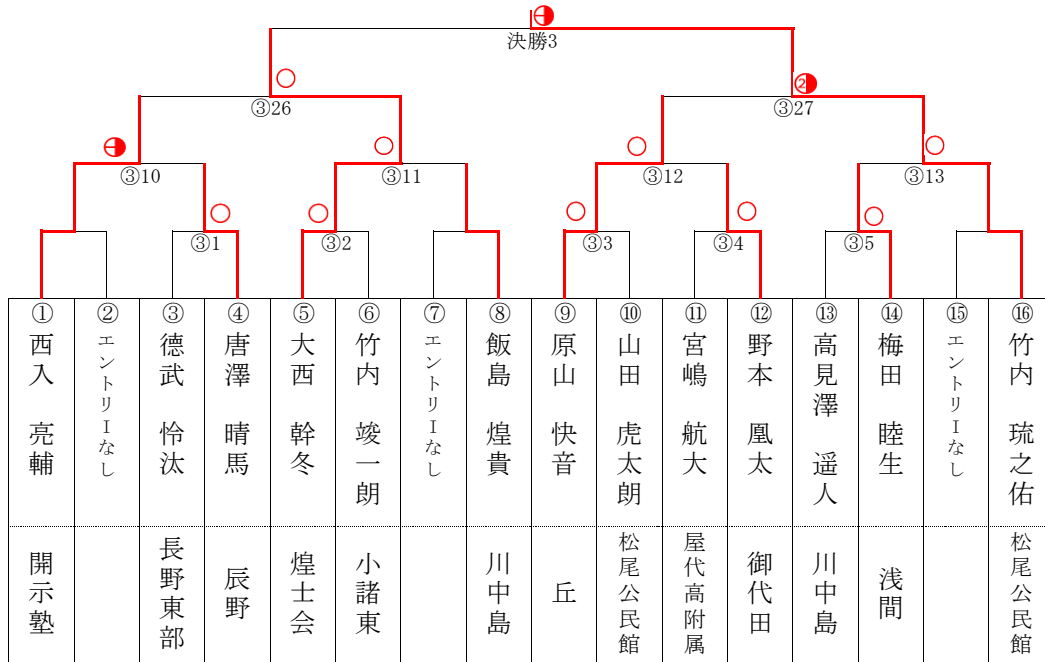 決勝3
③26
③27
③10
③11
③12
③13
③1
③2
③3
③4
③5
①
②
③
④
⑤
⑥
⑦
⑧
⑨
⑩
⑪
⑫
⑬
⑭
⑮
⑯
西入 亮輔
エントリーなし
德武 怜汰
唐澤 晴馬
大西 幹冬
竹内 竣一朗
エントリーなし
飯島 煌貴
原山 快音
山田 虎太朗
宮嶋 航大
野本 凰太
高見澤 遥人
梅田 睦生
エントリーなし
竹内 琉之佑
開示塾
長野東部
辰野
煌士会
小諸東
川中島
丘
松尾公民館
屋代高附属
御代田
川中島
浅間
松尾公民館